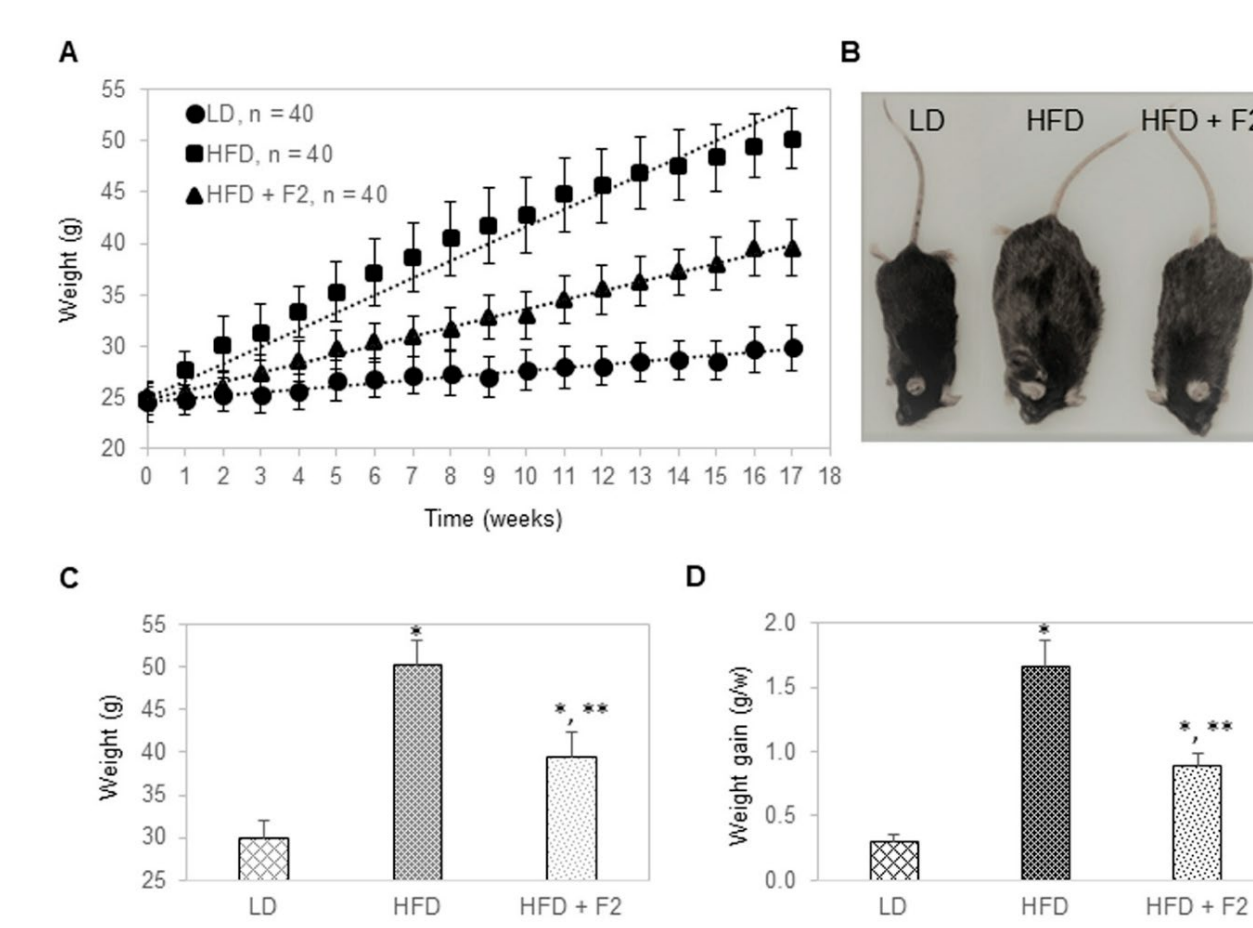 A
55
50
45
40
35
30
25
20
Weight (g)
LD, n = 40
HFD, n = 40
HFD + F2, n = 40
0 1 2 3 4 5 6 7 8 9 10 11 12 13 14 15 16 17 18
Time (weeks)
B
LD HFD HFD + F2
C
55
50
45
40
35
30
25
Weight (g)
*
*, **
LD HFD HFD + F2
D
2.0
1.5
1.0
0.5
0.0
Weight gain (g/w)
*
*, **
LD HFD HFD + F2